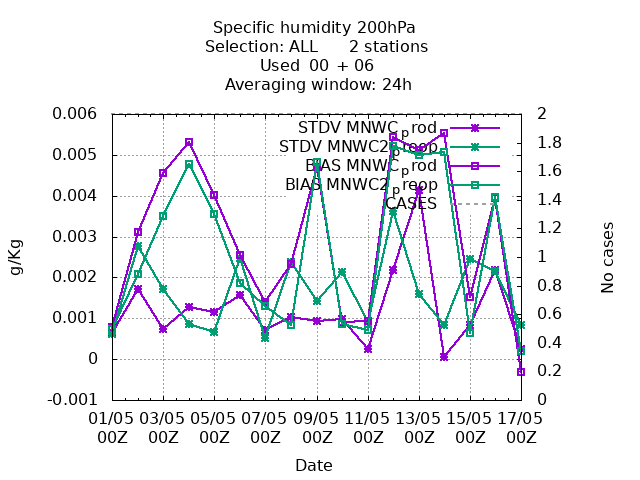 Specific humidity 200hPa
Selection: ALL 2 stations
Used 00 + 06
Averaging window: 24h
0.006
0.005
0.004
0.003
0.002
0.001
0
-0.001
g/Kg
STDV MNWC_prod
STDV MNWC2_preop
BIAS MNWC_prod
BIAS MNWC2_preop
CASES
2
1.8
1.6
1.4
1.2
1
0.8
0.6
0.4
0.2
0
No cases
01/05 03/05 05/05 07/05 09/05 11/05 13/05 15/05 17/05
00Z 00Z 00Z 00Z 00Z 00Z 00Z 00Z 00Z
Date